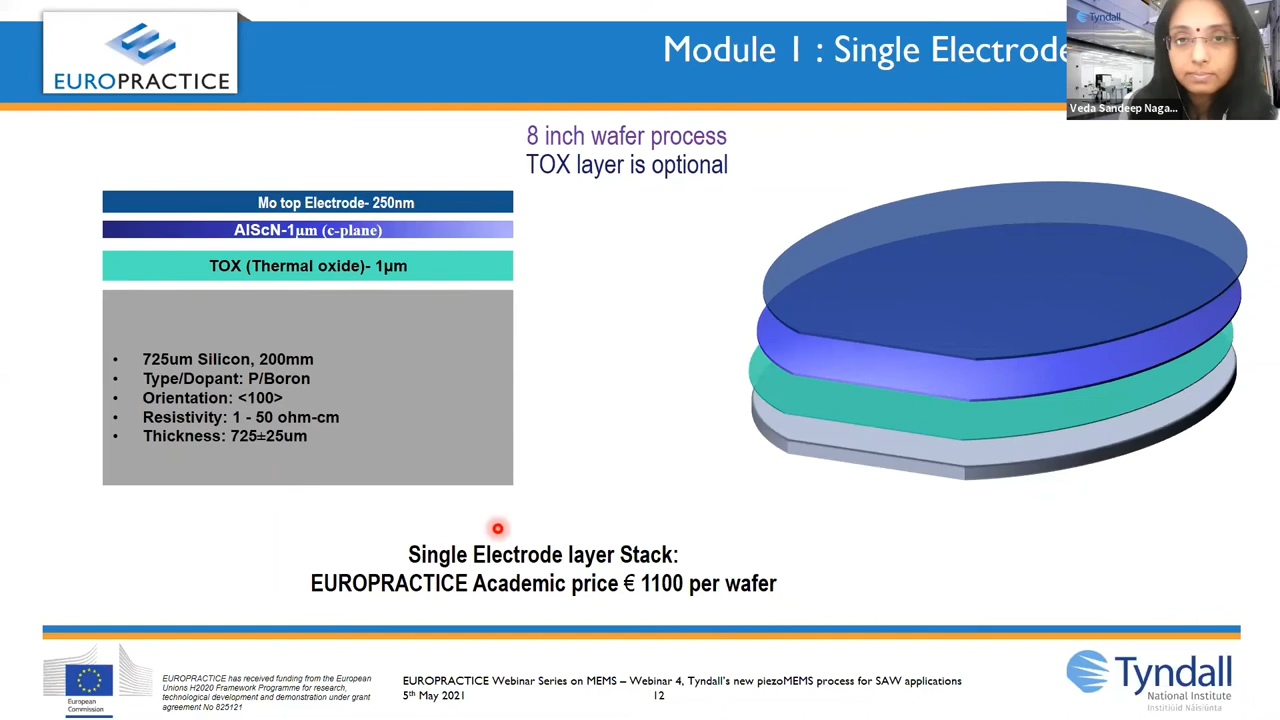 EUROPRACTICE
Module 1 : Single Electrode
Tyndall
Veda Sandeep Naga...
8 inch wafer process
TOX layer is optional
Mo top Electrode- 250nm
AlScN-1μm (c-plane)
TOX (Thermal oxide)- 1μm
• 725um Silicon, 200mm
• Type/Dopant: P/Boron
• Orientation: <100>
• Resistivity: 1 - 50 ohm-cm
• Thickness: 725±25um
Single Electrode layer Stack:
EUROPRACTICE Academic price € 1100 per wafer
European
Commission
EUROPRACTICE has received funding from the European
Unions H2020 Framework Programme for research,
technological development and demonstration under grant
agreement No 825121
EUROPRACTICE Webinar Series on MEMS – Webinar 4, Tyndall's new piezoMEMS process for SAW applications
5th May 2021 12
Tyndall
National Institute
Institiúid Náisiúnta